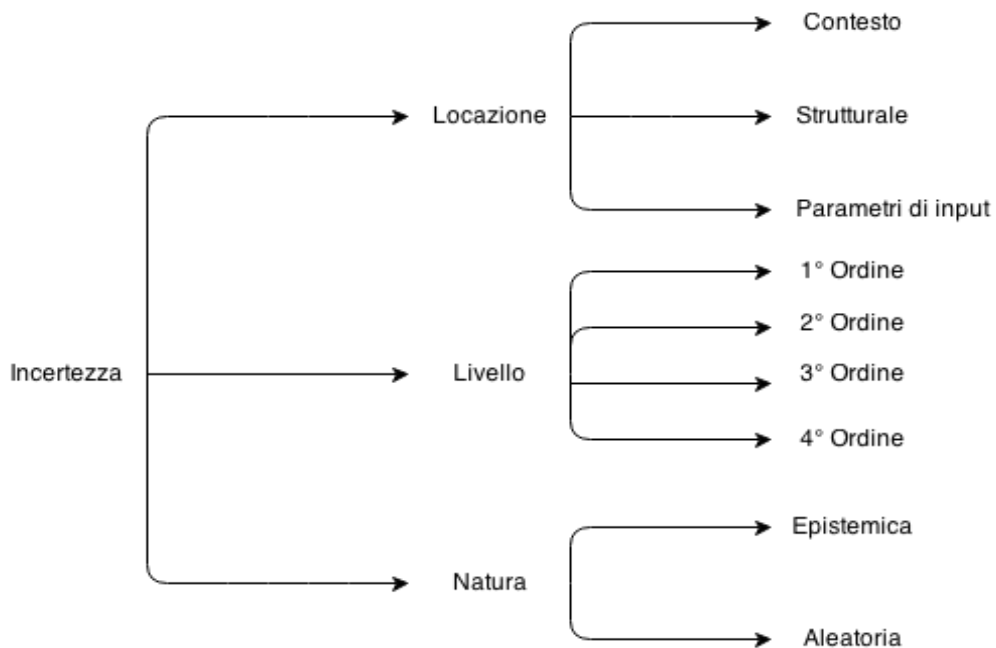 Contesto
Locazione
Strutturale
Parametri di input
1° Ordine
2° Ordine
Incertezza
Livello
3° Ordine
4° Ordine
Epistemica
Natura
Aleatoria